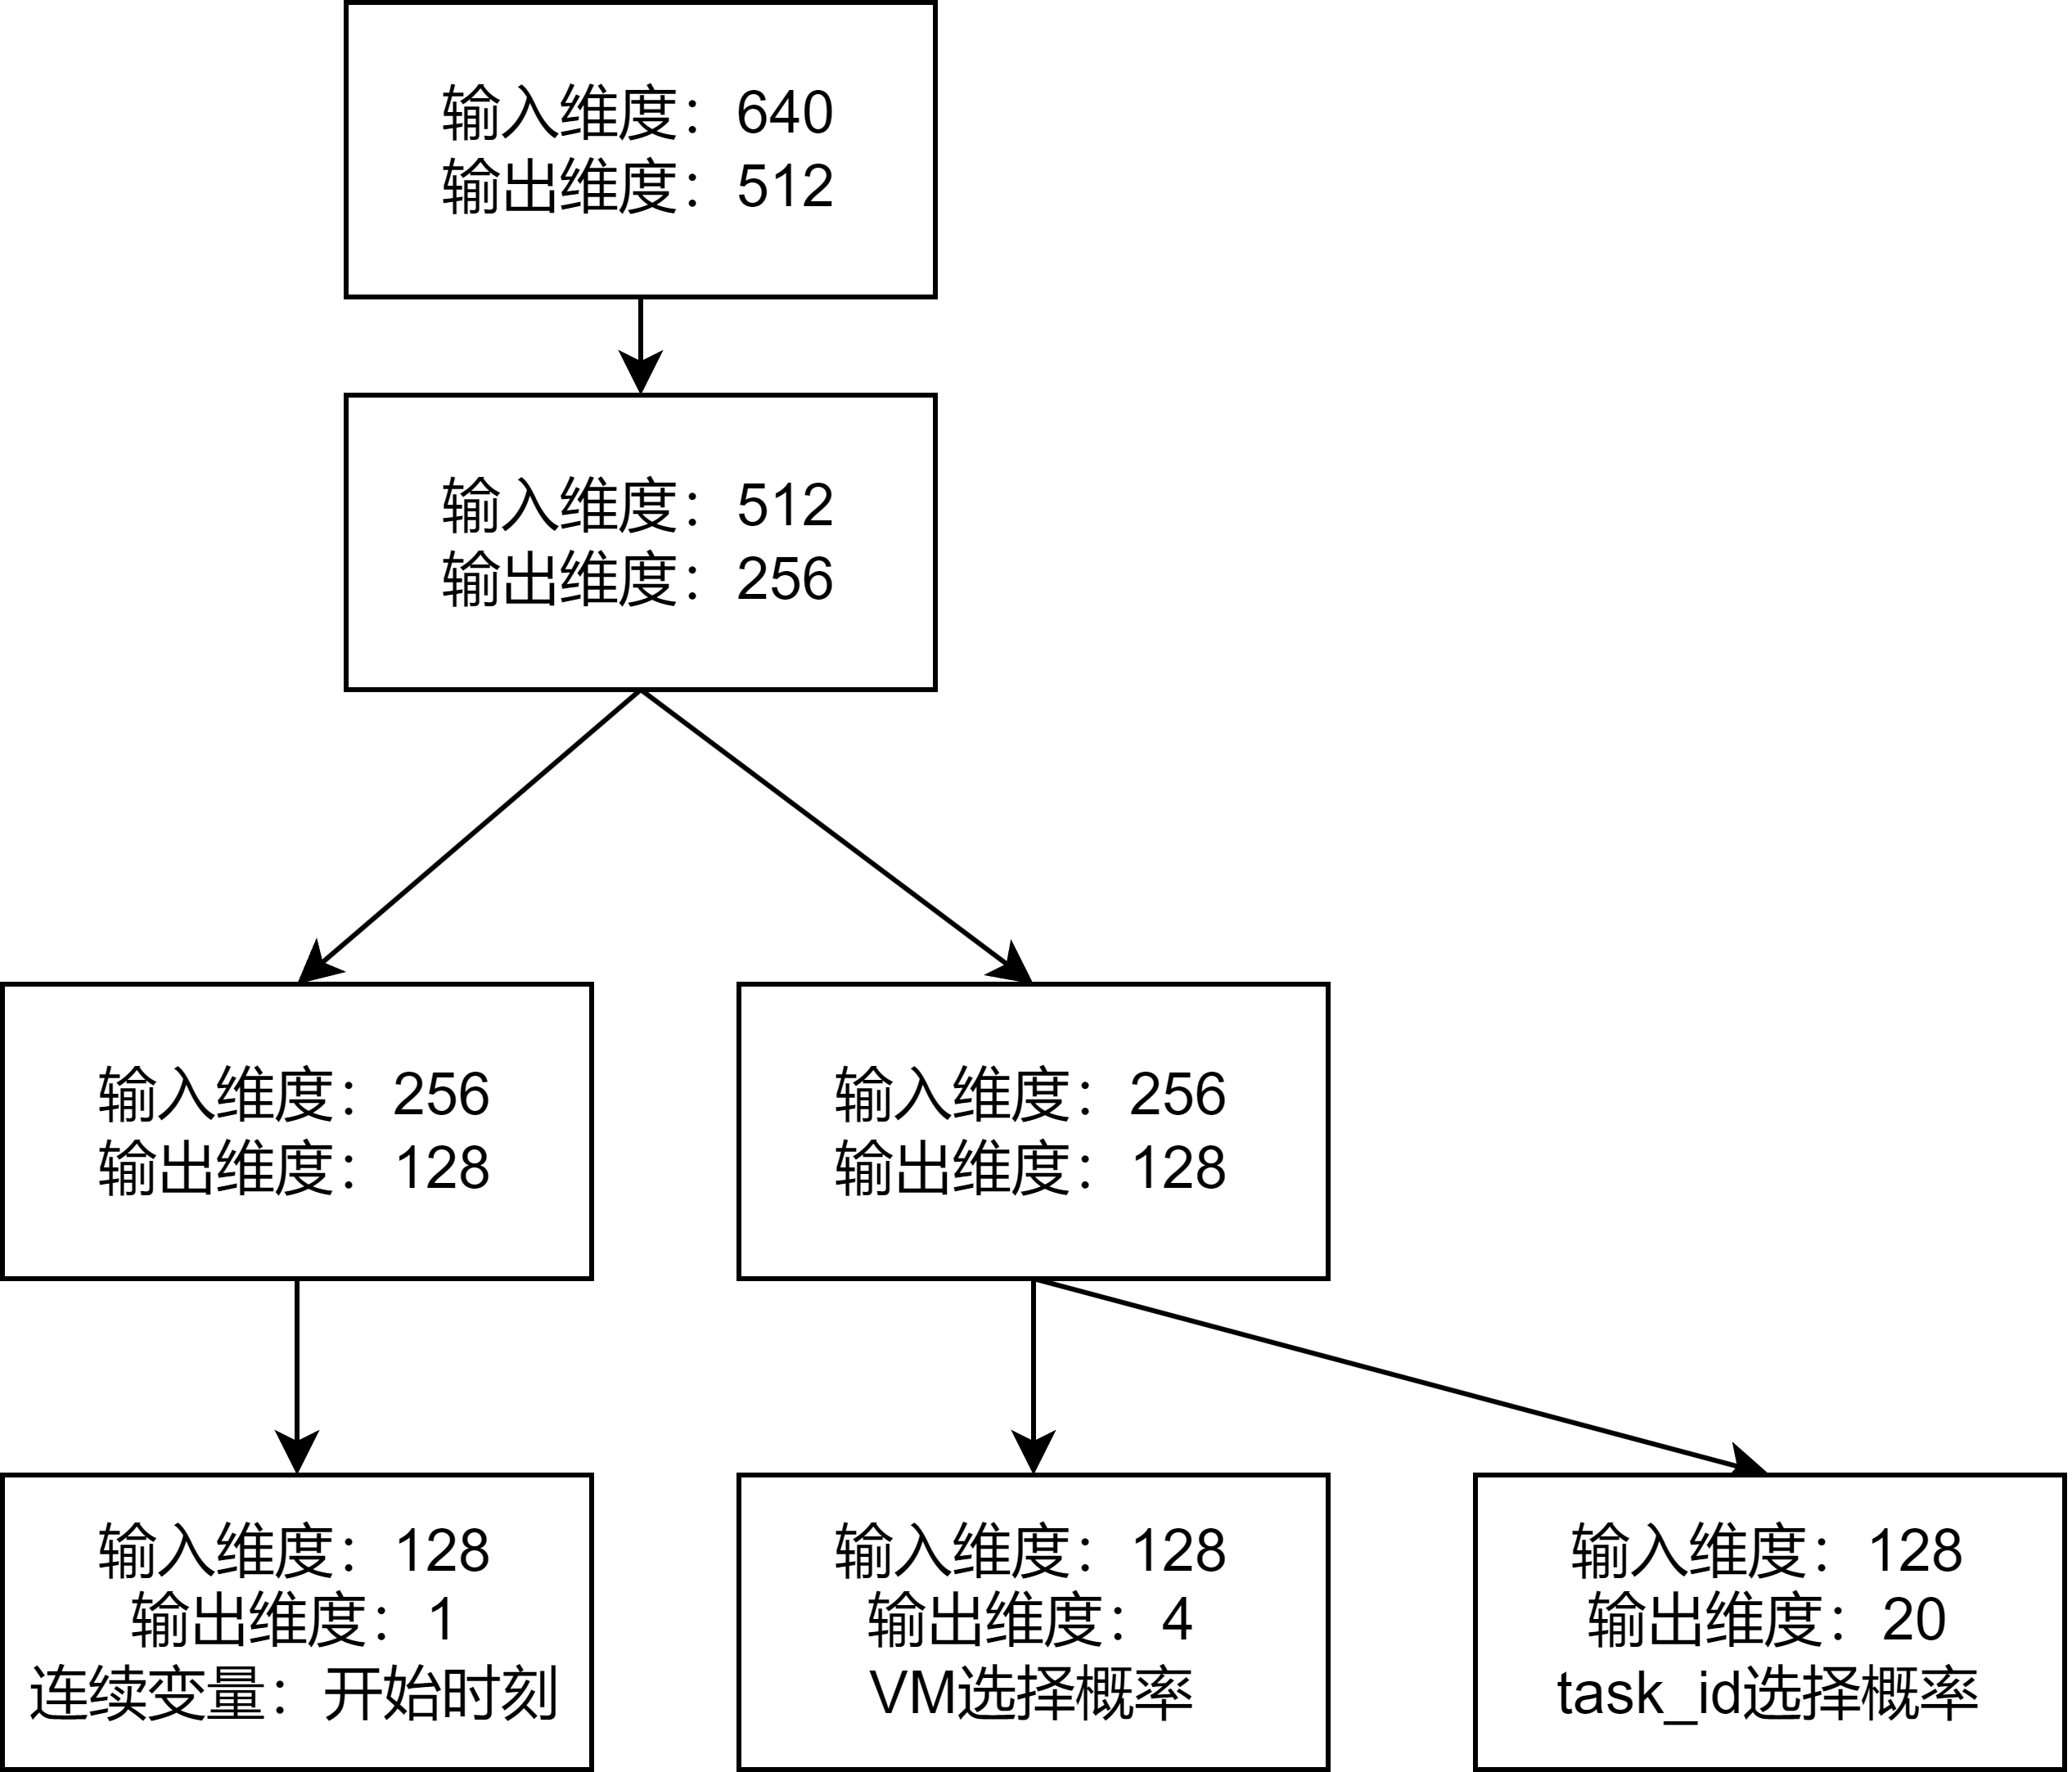 输入维度：640
输出维度：512
输入维度：512
输出维度：256
输入维度：256
输出维度：128
输入维度：256
输出维度：128
输入维度：128
输出维度：1
连续变量：开始时刻
输入维度：128
输出维度：4
VM选择概率
输入维度：128
输出维度：20
task_id选择概率